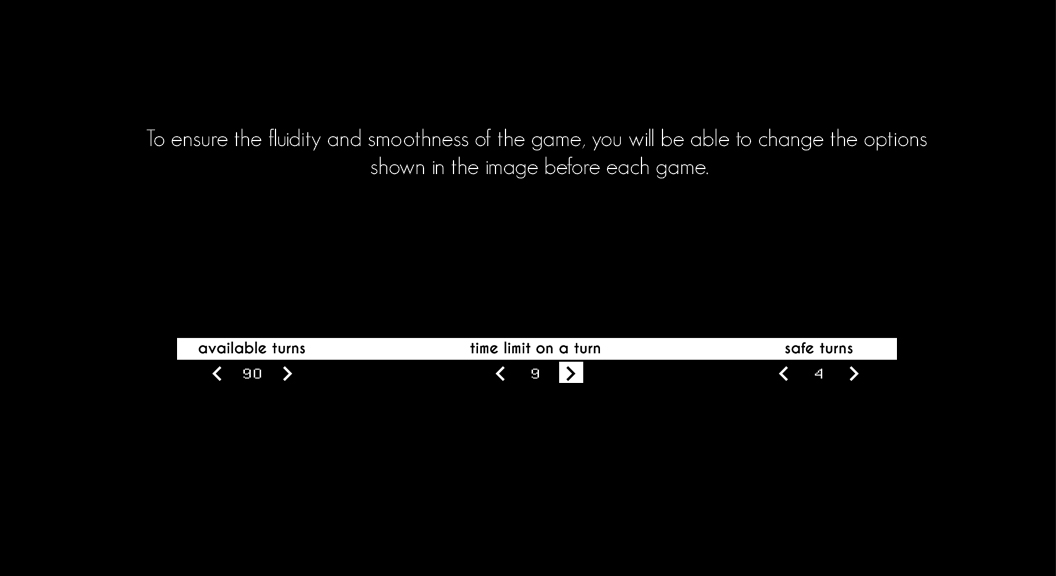 To ensure the fluidity and smoothness of the game, you will be able to change the options
shown in the image before each game.
available turns time limit on a turn safe turns
< 90 > < 9 > < 4 >